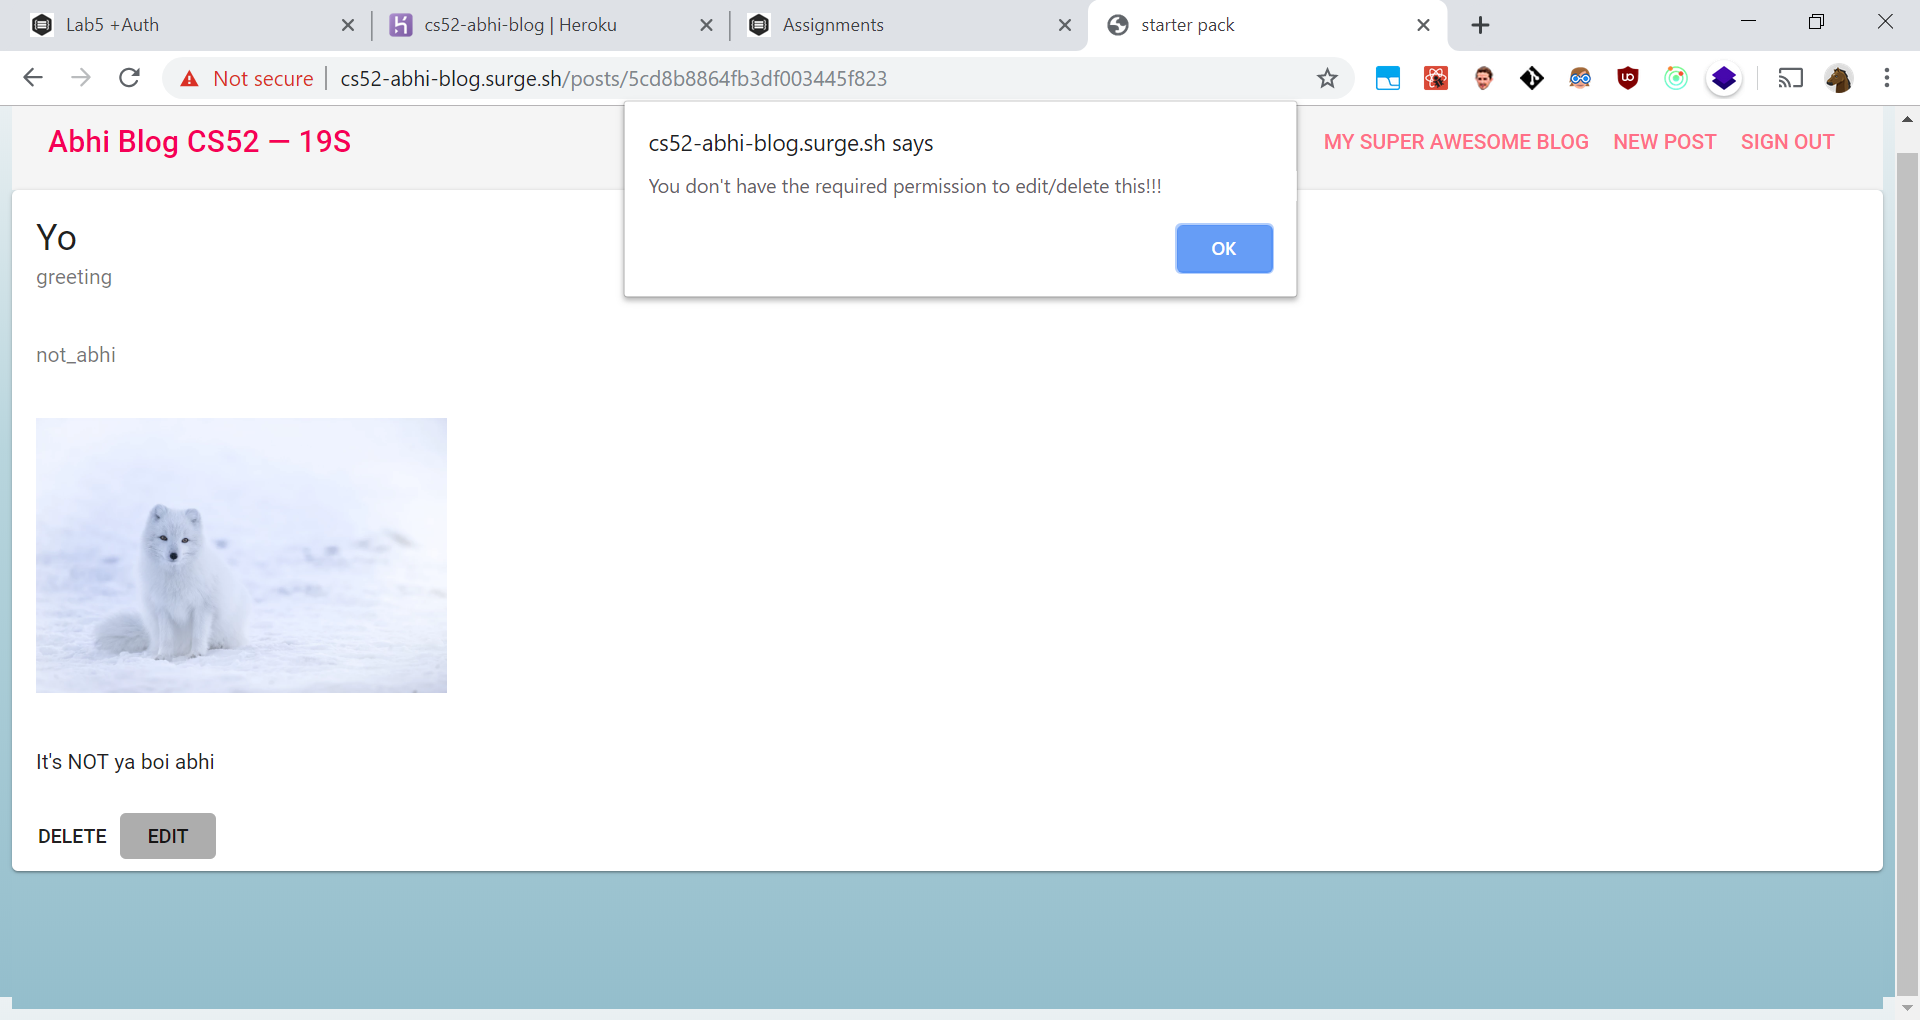 Lab5 +Auth
cs52-abhi-blog | Heroku
Assignments
starter pack
Not secure
cs52-abhi-blog.surge.sh/posts/5cd8b8864fb3df003445f823
Abhi Blog CS52 — 19S
MY SUPER AWESOME BLOG
NEW POST
SIGN OUT
cs52-abhi-blog.surge.sh says
You don't have the required permission to edit/delete this!!!
OK
Yo
greeting
not_abhi
It's NOT ya boi abhi
DELETE
EDIT